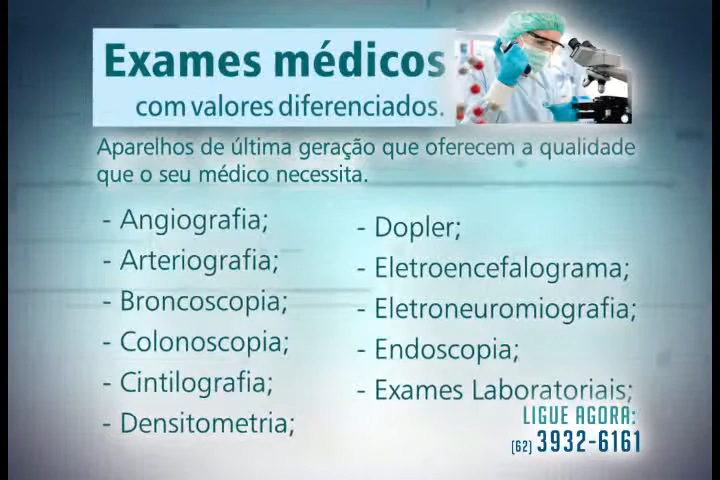 Exames médicos
com valores diferenciados.
Aparelhos de última geração que oferecem a qualidade
que o seu médico necessita.
- Angiografia;
- Arteriografia;
- Broncoscopia;
- Colonoscopia;
- Cintilografia;
- Densitometria;
- Dopler;
- Eletroencefalograma;
- Eletroneuromiografia;
- Endoscopia;
- Exames Laboratoriais;
LIGUE AGORA:
(62) 3932-6161